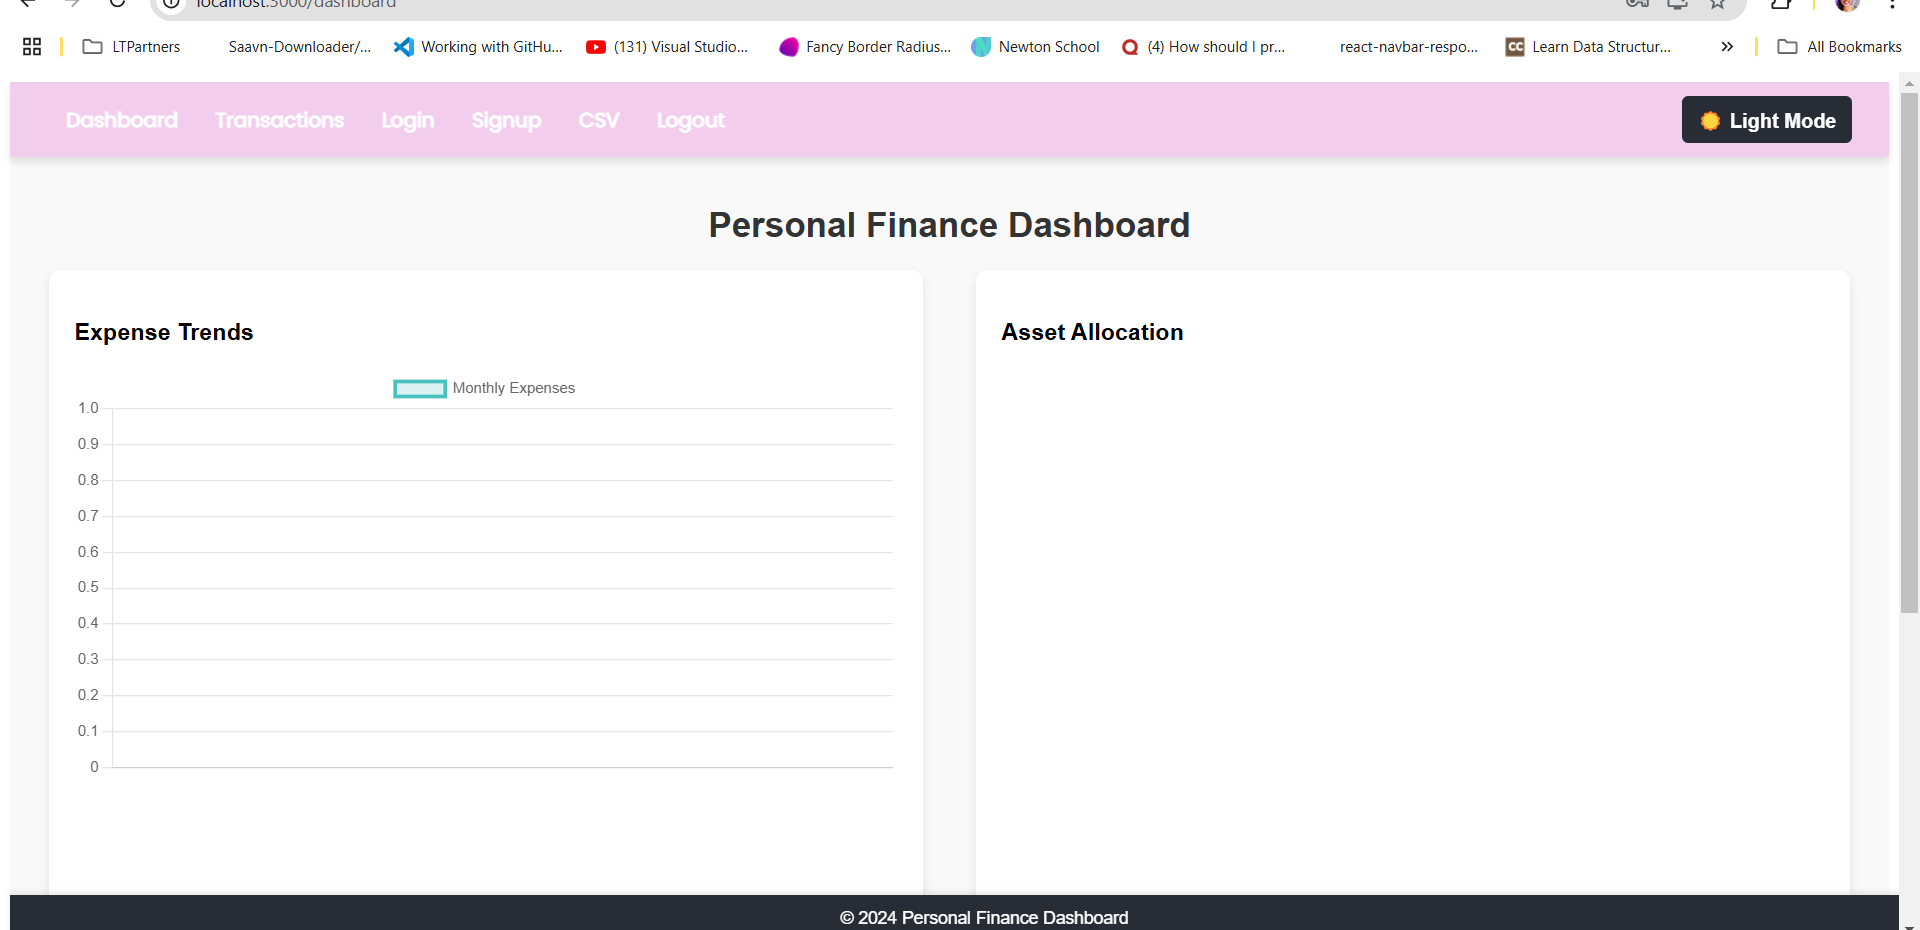 localhost:3000/dashboard
LTPartners Saavn-Downloader/... Working with GitHu... (131) Visual Studio... Fancy Border Radius... Newton School (4) How should I pr... react-navbar-respo... CC Learn Data Structur... » All Bookmarks
Dashboard Transactions Login Signup CSV Logout Light Mode
Personal Finance Dashboard
Expense Trends
Monthly Expenses
1.0
0.9
0.8
0.7
0.6
0.5
0.4
0.3
0.2
0.1
0
Asset Allocation
© 2024 Personal Finance Dashboard